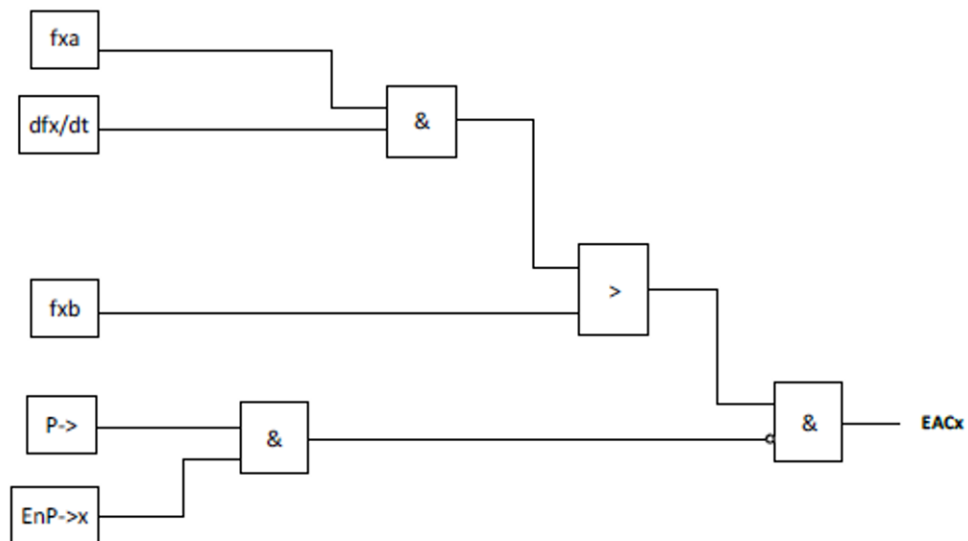 fxa
dfx/dt
&
fxb
>
P->
&
&
EACx
EnP->x